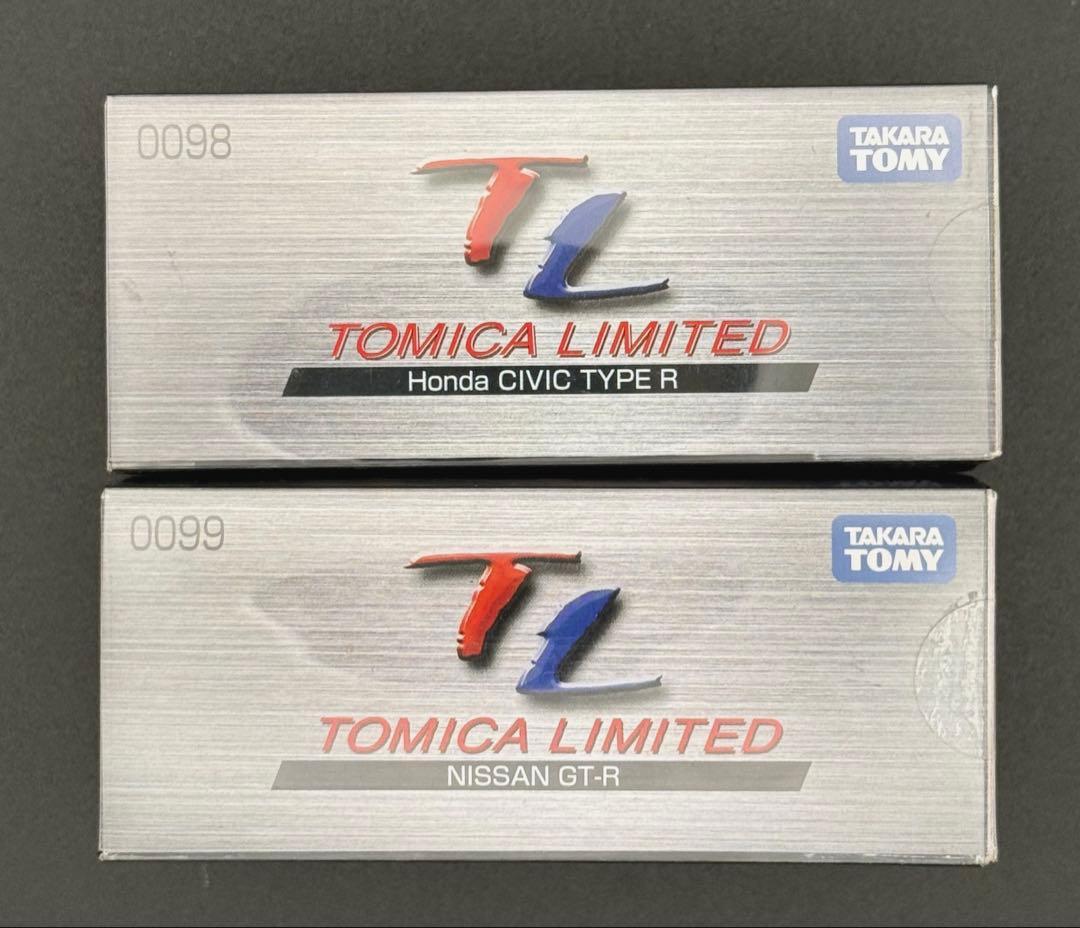 0098
TAKARA
TOMY
TL
TOMICA LIMITED
Honda CIVIC TYPE R
0099
TAKARA
TOMY
TL
TOMICA LIMITED
NISSAN GT-R